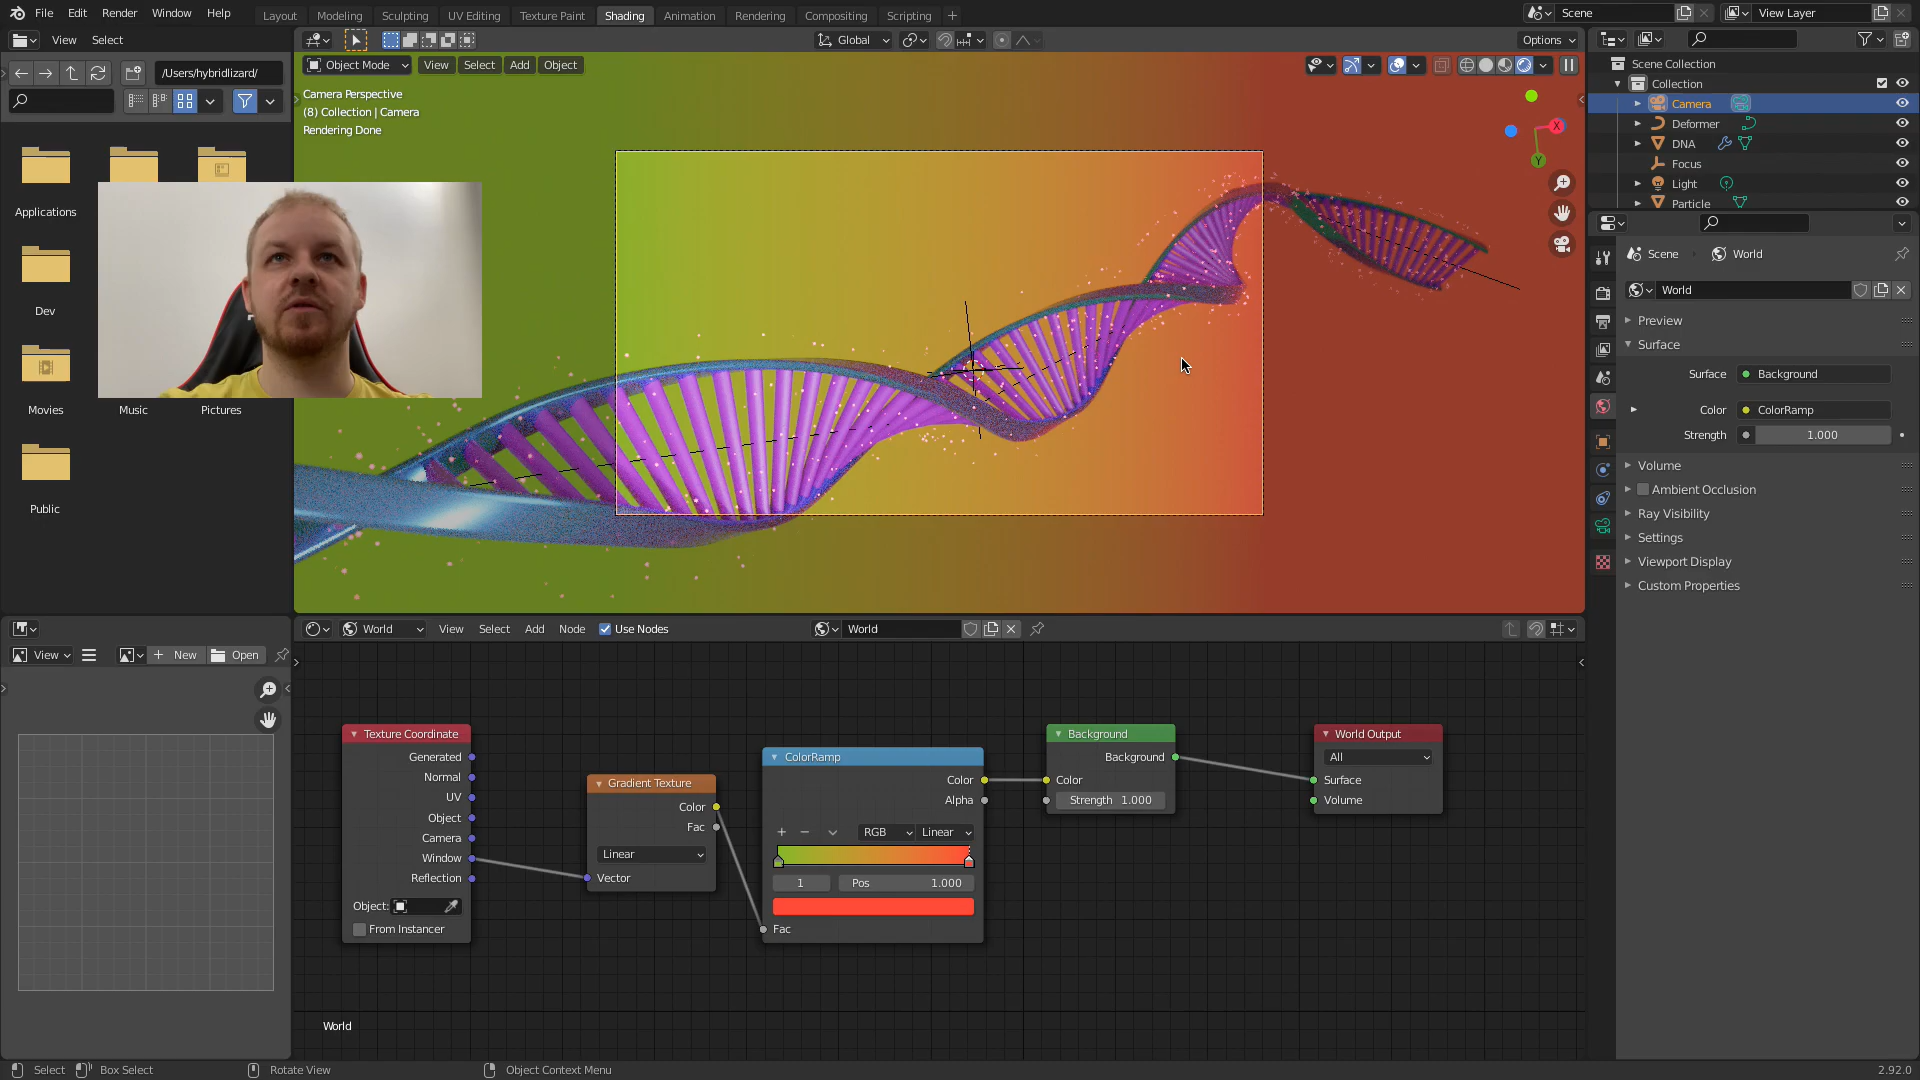 File Edit Render Window Help
Layout Modeling Sculpting UV Editing Texture Paint Shading Animation Rendering Compositing Scripting +
Scene
View Layer
View Select
Global
Options
/Users/hybridlizard/
Object Mode View Select Add Object
Camera Perspective
(8) Collection | Camera
Rendering Done
X
Y
Scene Collection
Collection
Camera
Deformer
DNA
Focus
Light
Particle
Applications
Dev
Movies Music Pictures
Public
Scene World
World
Preview
Surface
Surface Background
Color ColorRamp
Strength 1.000
Volume
Ambient Occlusion
Ray Visibility
Settings
Viewport Display
Custom Properties
World View Select Add Node Use Nodes World
View New Open
Texture Coordinate
Generated
Normal
UV
Object
Camera
Window
Reflection
Object:
From Instancer
Gradient Texture
Color
Fac
Linear
Vector
ColorRamp
Color
Alpha
RGB Linear
1 Pos 1.000
Fac
Background
Background
Color
Strength 1.000
World Output
All
Surface
Volume
World
Select Box Select Rotate View Object Context Menu 2.92.0